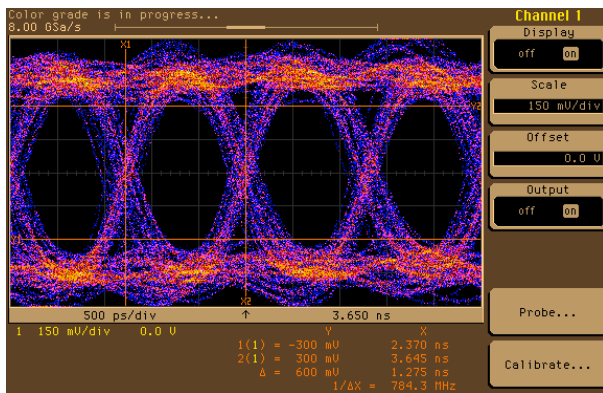 Color grade is in progress...
8.00 GSa/s
Channel 1
Display
off on
Scale
150 mV/div
Offset
0.0 V
Output
off on
Probe...
Calibrate...
X1
Y2
X2
500 ps/div ↑ 3.650 ns
1 150 mV/div 0.0 V
Y X
1(1) = -300 mV 2.370 ns
2(1) = 300 mV 3.645 ns
Δ = 600 mV 1.275 ns
1/ΔX = 784.3 MHz